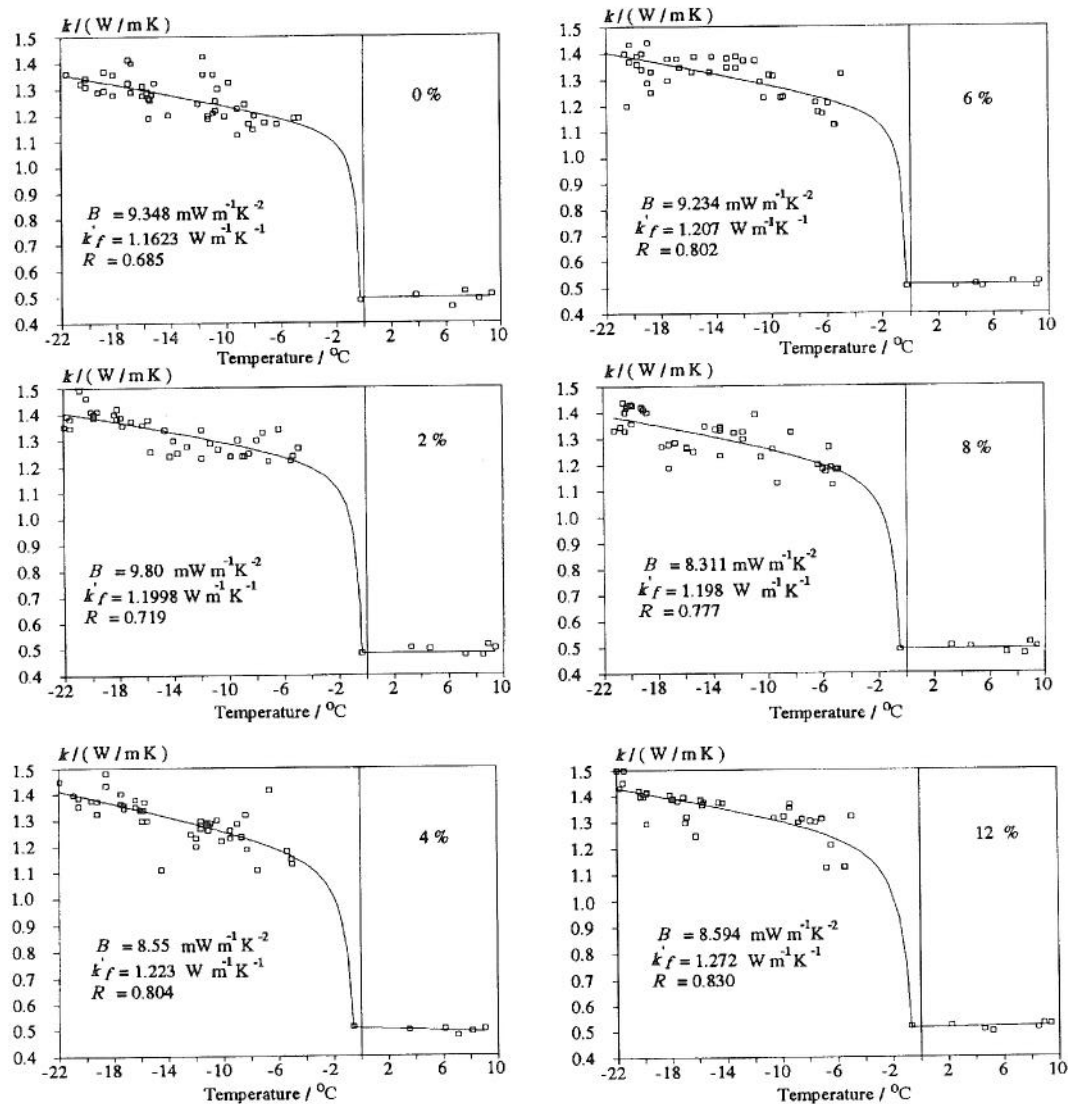 k/(W/mK)
1.5
1.4
1.3
1.2
1.1
1.0
0.9
0.8
0.7
0.6
0.5
0.4
0 %
B = 9.348 mW m⁻¹K⁻²
k'f = 1.1623 W m⁻¹K⁻¹
R = 0.685
-22 -18 -14 -10 -6 -2 2 6 10
Temperature / °C
k/(W/mK)
1.5
1.4
1.3
1.2
1.1
1.0
0.9
0.8
0.7
0.6
0.5
0.4
6 %
B = 9.234 mW m⁻¹K⁻²
k'f = 1.207 W m⁻¹K⁻¹
R = 0.802
-22 -18 -14 -10 -6 -2 2 6 10
Temperature / °C
k/(W/mK)
1.5
1.4
1.3
1.2
1.1
1.0
0.9
0.8
0.7
0.6
0.5
0.4
2 %
B = 9.80 mW m⁻¹K⁻²
k'f = 1.1998 W m⁻¹K⁻¹
R = 0.719
-22 -18 -14 -10 -6 -2 2 6 10
Temperature / °C
k/(W/mK)
1.5
1.4
1.3
1.2
1.1
1.0
0.9
0.8
0.7
0.6
0.5
0.4
8 %
B = 8.311 mW m⁻¹K⁻²
k'f = 1.198 W m⁻¹K⁻¹
R = 0.777
-22 -18 -14 -10 -6 -2 2 6 10
Temperature / °C
k/(W/mK)
1.5
1.4
1.3
1.2
1.1
1.0
0.9
0.8
0.7
0.6
0.5
0.4
4 %
B = 8.55 mW m⁻¹K⁻²
k'f = 1.223 W m⁻¹K⁻¹
R = 0.804
-22 -18 -14 -10 -6 -2 2 6 10
Temperature / °C
k/(W/mK)
1.5
1.4
1.3
1.2
1.1
1.0
0.9
0.8
0.7
0.6
0.5
0.4
12 %
B = 8.594 mW m⁻¹K⁻²
k'f = 1.272 W m⁻¹K⁻¹
R = 0.830
-22 -18 -14 -10 -6 -2 2 6 10
Temperature / °C